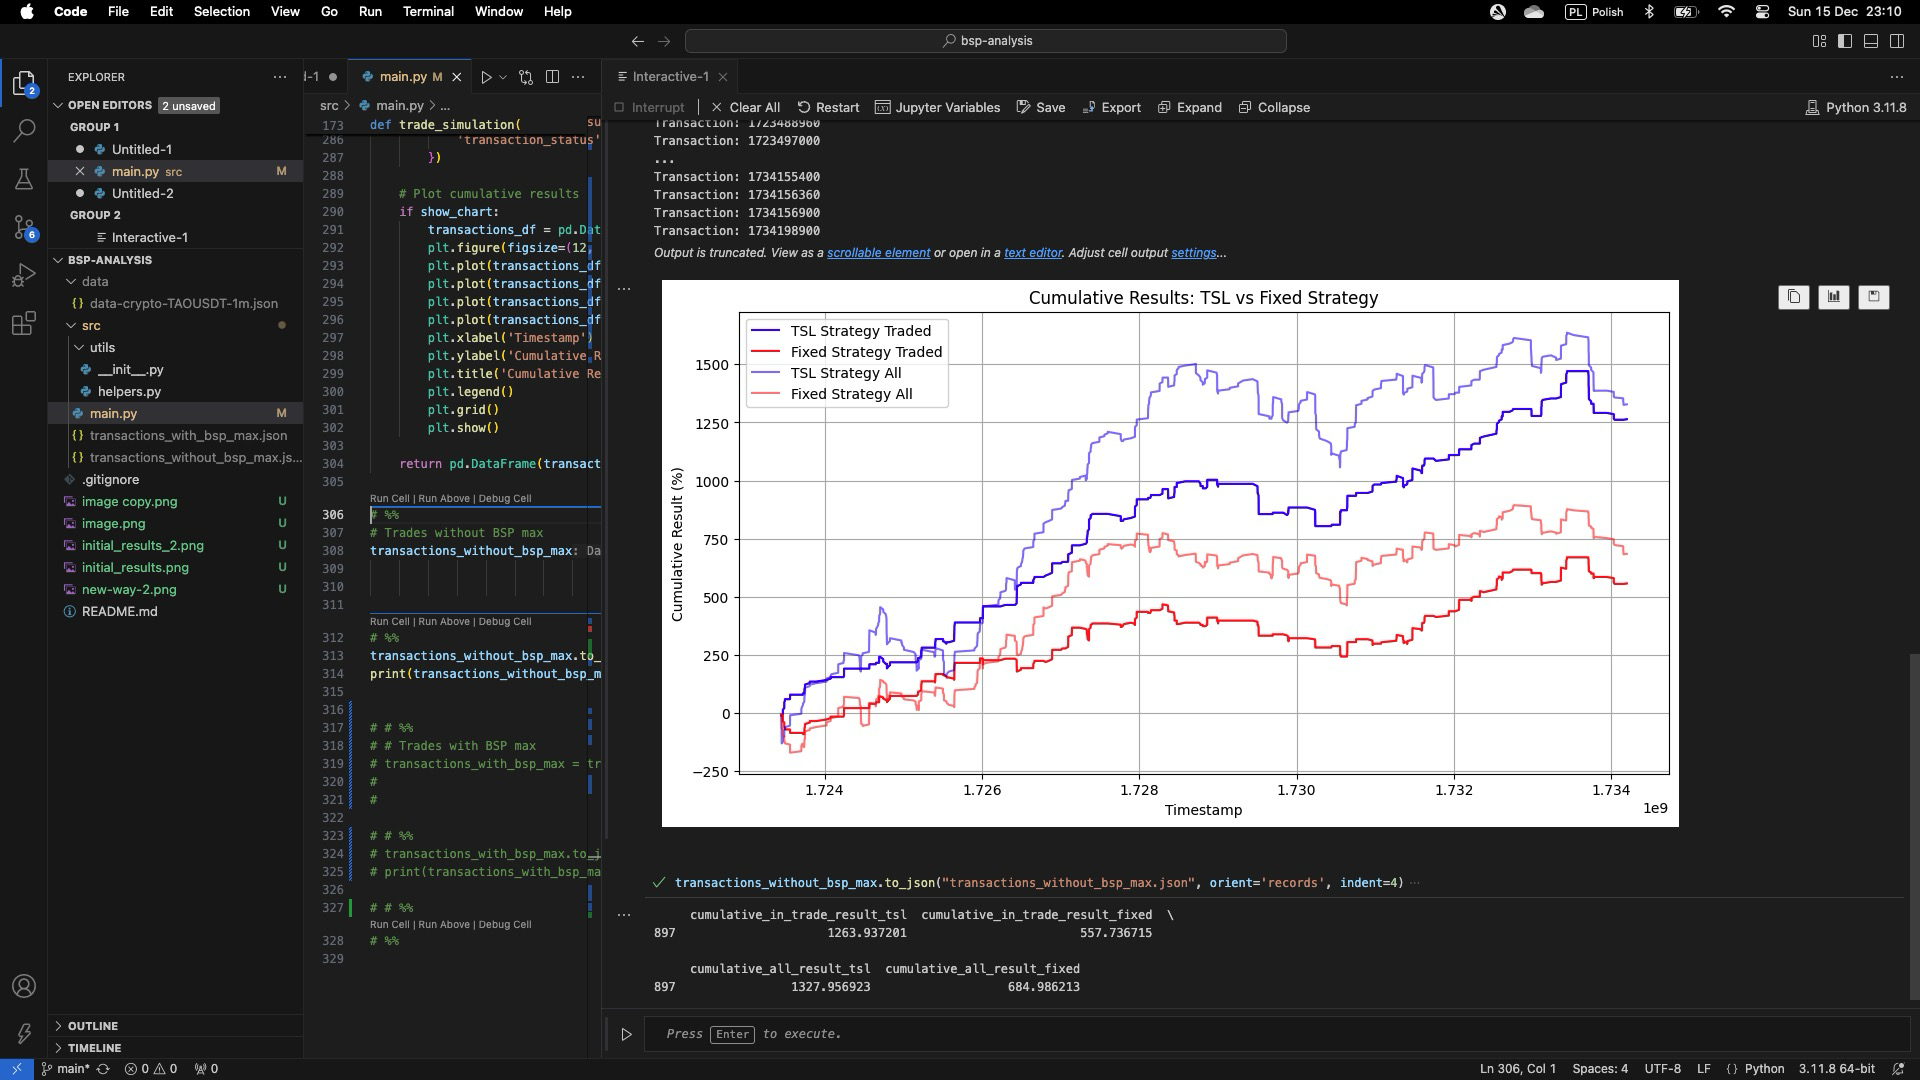 Code File Edit Selection View Go Run Terminal Window Help
PL Polish Sun 15 Dec 23:10
bsp-analysis
EXPLORER
OPEN EDITORS 2 unsaved
GROUP 1
Untitled-1
main.py src M
Untitled-2
GROUP 2
Interactive-1
BSP-ANALYSIS
data
{} data-crypto-TAOUSDT-1m.json
src
utils
__init__.py
helpers.py
main.py M
{} transactions_with_bsp_max.json
{} transactions_without_bsp_max.js...
.gitignore
image copy.png U
image.png U
initial_results_2.png U
initial_results.png U
new-way-2.png U
README.md
OUTLINE
TIMELINE
2
6
d-1
main.py M
src > main.py > ...
173 def trade_simulation( su
286 'transaction_status'
287 })
288
289 # Plot cumulative results
290 if show_chart:
291 transactions_df = pd.Dat
292 plt.figure(figsize=(12,
293 plt.plot(transactions_df
294 plt.plot(transactions_df
295 plt.plot(transactions_df
296 plt.plot(transactions_df
297 plt.xlabel('Timestamp')
298 plt.ylabel('Cumulative R
299 plt.title('Cumulative Re
300 plt.legend()
301 plt.grid()
302 plt.show()
303
304 return pd.DataFrame(transact
305
Run Cell | Run Above | Debug Cell
306 # %%
307 # Trades without BSP max
308 transactions_without_bsp_max: Da
309
310
311
Run Cell | Run Above | Debug Cell
312 # %%
313 transactions_without_bsp_max.to_
314 print(transactions_without_bsp_m
315
316
317 # # %%
318 # # Trades with BSP max
319 # transactions_with_bsp_max = tr
320 #
321 #
322
323 # # %%
324 # transactions_with_bsp_max.to_j
325 # print(transactions_with_bsp_ma
326
327 # # %%
Run Cell | Run Above | Debug Cell
328 # %%
329
Interactive-1
Interrupt | Clear All Restart Jupyter Variables Save Export Expand Collapse
Python 3.11.8
Transaction: 1723488960
Transaction: 1723497000
...
Transaction: 1734155400
Transaction: 1734156360
Transaction: 1734156900
Transaction: 1734198900
Output is truncated. View as a scrollable element or open in a text editor. Adjust cell output settings...
Cumulative Results: TSL vs Fixed Strategy
TSL Strategy Traded
Fixed Strategy Traded
TSL Strategy All
Fixed Strategy All
Cumulative Result (%)
1500
1250
1000
750
500
250
0
−250
1.724 1.726 1.728 1.730 1.732 1.734
1e9
Timestamp
transactions_without_bsp_max.to_json("transactions_without_bsp_max.json", orient='records', indent=4) ...
cumulative_in_trade_result_tsl cumulative_in_trade_result_fixed \
897 1263.937201 557.736715
cumulative_all_result_tsl cumulative_all_result_fixed
897 1327.956923 684.986213
Press Enter to execute.
main* 0 0 0
Ln 306, Col 1 Spaces: 4 UTF-8 LF {} Python 3.11.8 64-bit